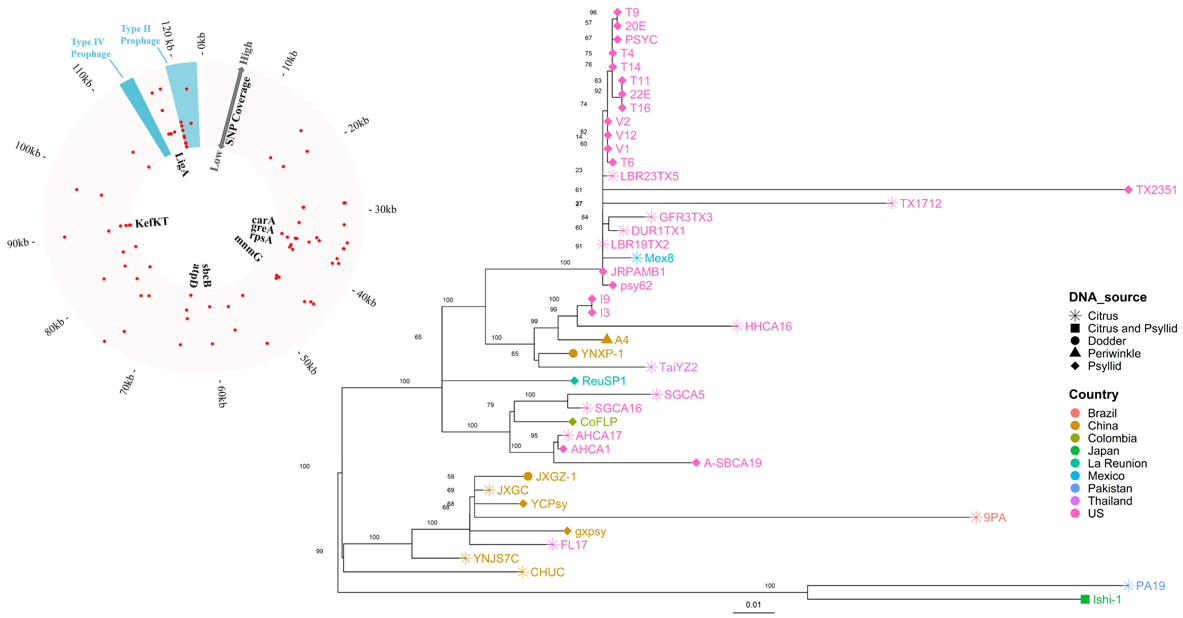 Type IV
Prophage
Type II
Prophage
120 kb -
- 0kb
High
SNP Coverage
Low
- 10kb
- 20kb
- 30kb
- 40kb
- 50kb
- 60kb
70kb -
80kb -
90kb -
100kb -
110kb -
LigA
KefKT
carA
greA
rpsA
mnmG
sbcB
atpD
96
T9
57
20E
67
PSYC
75
T4
76
T14
63
T11
92
22E
74
T16
V2
82
14
V12
60
V1
T6
23
LBR23TX5
61
TX2351
37
TX1712
84
GFR3TX3
60
DUR1TX1
91
LBR19TX2
Mex8
100
JRPAMB1
psy62
100
I9
99
I3
99
HHCA16
100
A4
65
YNXP-1
TaiYZ2
65
100
ReuSP1
100
SGCA5
79
SGCA16
CoFLP
100
95
AHCA17
100
AHCA1
A-SBCA19
100
59
JXGZ-1
69
JXGC
68
YCPsy
68
9PA
100
gxpsy
100
FL17
YNJS7C
99
CHUC
100
PA19
Ishi-1
0.01
DNA_source
Citrus
Citrus and Psyllid
Dodder
Periwinkle
Psyllid
Country
Brazil
China
Colombia
Japan
La Reunion
Mexico
Pakistan
Thailand
US